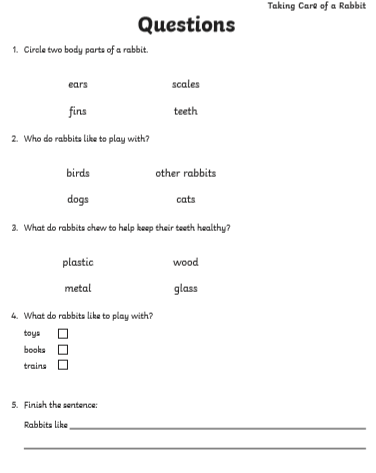 Taking Care of a Rabbit
Questions
1. Circle two body parts of a rabbit.
ears scales
fins teeth
2. Who do rabbits like to play with?
birds other rabbits
dogs cats
3. What do rabbits chew to help keep their teeth healthy?
plastic wood
metal glass
4. What do rabbits like to play with?
toys
books
trains
5. Finish the sentence:
Rabbits like